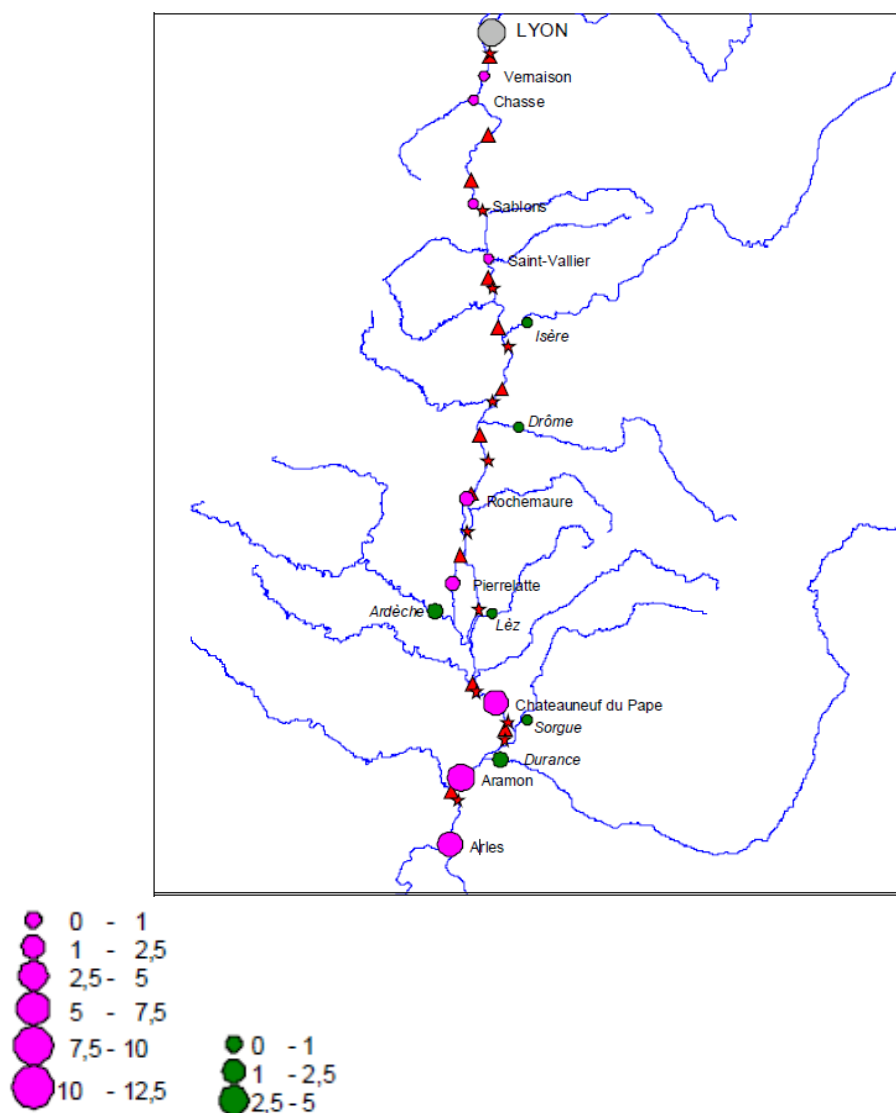 LYON
Vernaison
Chasse
Sablons
Saint-Vallier
Isère
Drôme
Rochemaure
Pierrelatte
Ardèche
Lèz
Chateauneuf du Pape
Sorgue
Durance
Aramon
Arles
0 - 1
1 - 2,5
2,5 - 5
5 - 7,5
7,5 - 10
10 - 12,5
0 - 1
1 - 2,5
2,5 - 5